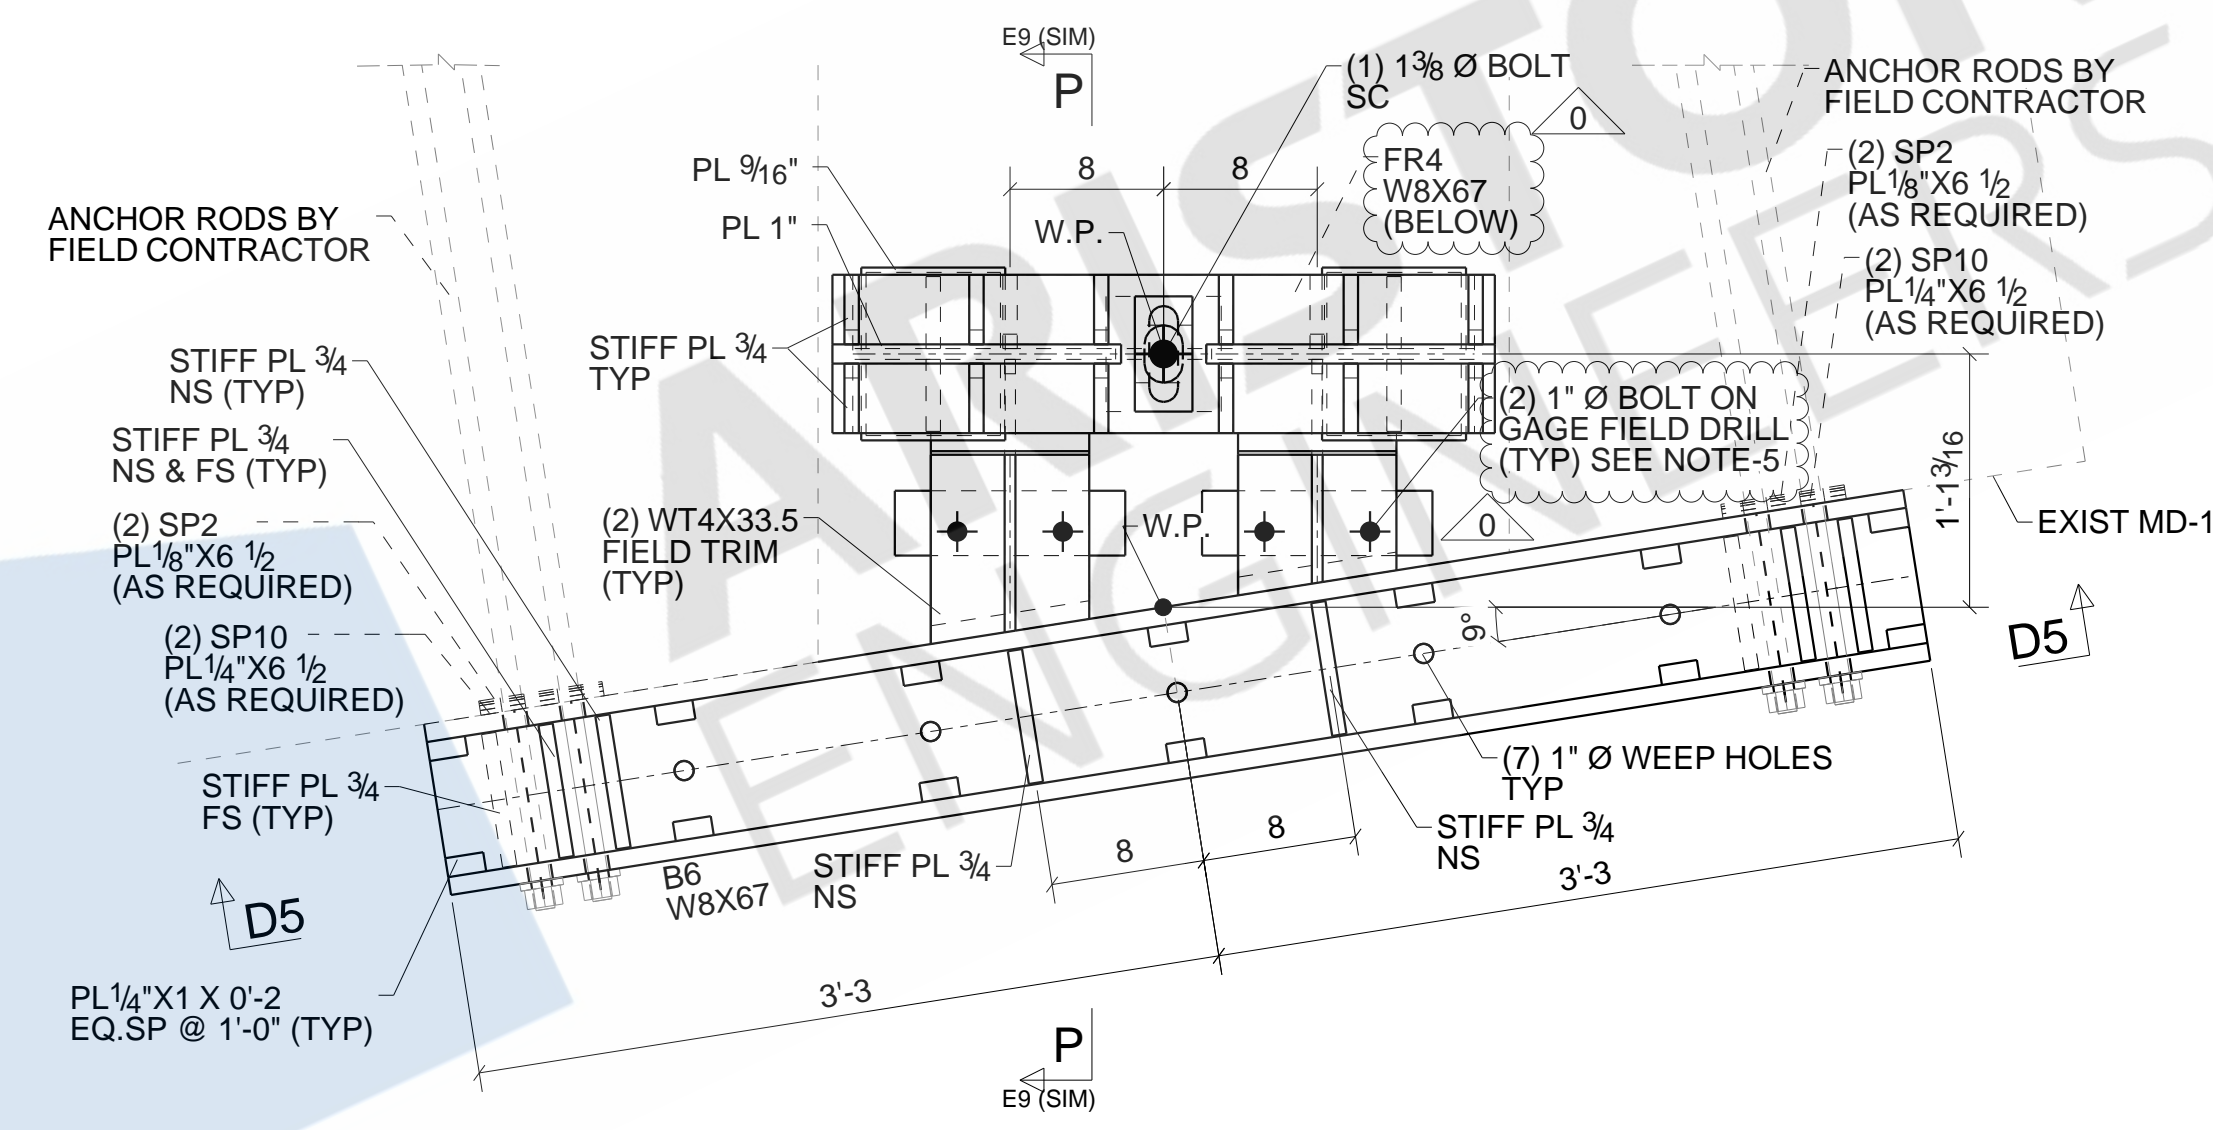 E9 (SIM)
P
(1) 1 3/8 Ø BOLT
SC
0
ANCHOR RODS BY
FIELD CONTRACTOR
(2) SP2
PL1/8"X6 1/2
(AS REQUIRED)
(2) SP10
PL1/4"X6 1/2
(AS REQUIRED)
FR4
W8X67
(BELOW)
8
8
W.P.
PL 9/16"
PL 1"
ANCHOR RODS BY
FIELD CONTRACTOR
STIFF PL 3/4
TYP
STIFF PL 3/4
NS (TYP)
STIFF PL 3/4
NS & FS (TYP)
(2) SP2
PL1/8"X6 1/2
(AS REQUIRED)
(2) SP10
PL1/4"X6 1/2
(AS REQUIRED)
(2) WT4X33.5
FIELD TRIM
(TYP)
W.P.
(2) 1" Ø BOLT ON
GAGE FIELD DRILL
(TYP) SEE NOTE-5
0
1'-1 3/16
EXIST MD-1
9°
D5
STIFF PL 3/4
FS (TYP)
(7) 1" Ø WEEP HOLES
TYP
STIFF PL 3/4
NS
8
8
STIFF PL 3/4
NS
B6
W8X67
3'-3
3'-3
D5
PL1/4"X1 X 0'-2
EQ.SP @ 1'-0" (TYP)
P
E9 (SIM)
ARISTO
ENGINEERS